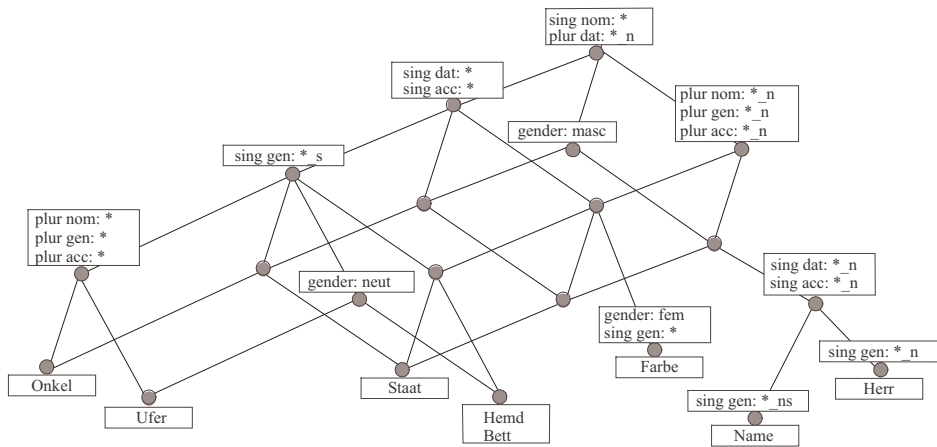 sing nom: *
plur dat: *_n
sing dat: *
sing acc: *
plur nom: *_n
plur gen: *_n
plur acc: *_n
gender: masc
sing gen: *_s
plur nom: *
plur gen: *
plur acc: *
gender: neut
sing dat: *_n
sing acc: *_n
gender: fem
sing gen: *
sing gen: *_n
Farbe
Onkel
Staat
Herr
sing gen: *_ns
Ufer
Hemd
Bett
Name